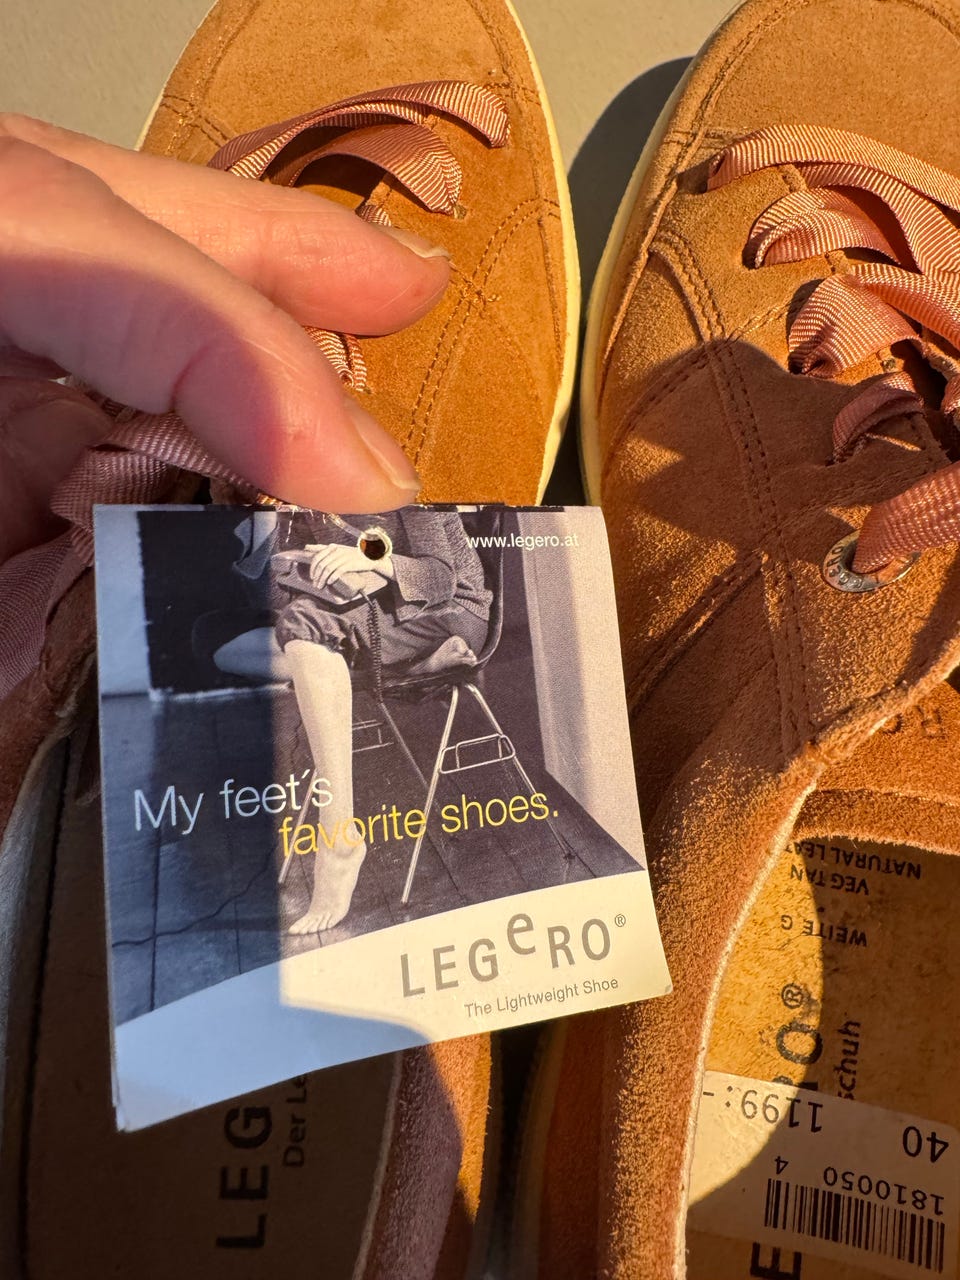 www.legero.at
My feet´s
favorite shoes.
LEGeRO®
The Lightweight Shoe
NATURAL LEAT
VEG TAN
WEITE G
O®
schuh
1199:-
40
1810050 4
E
LEG
Der Le